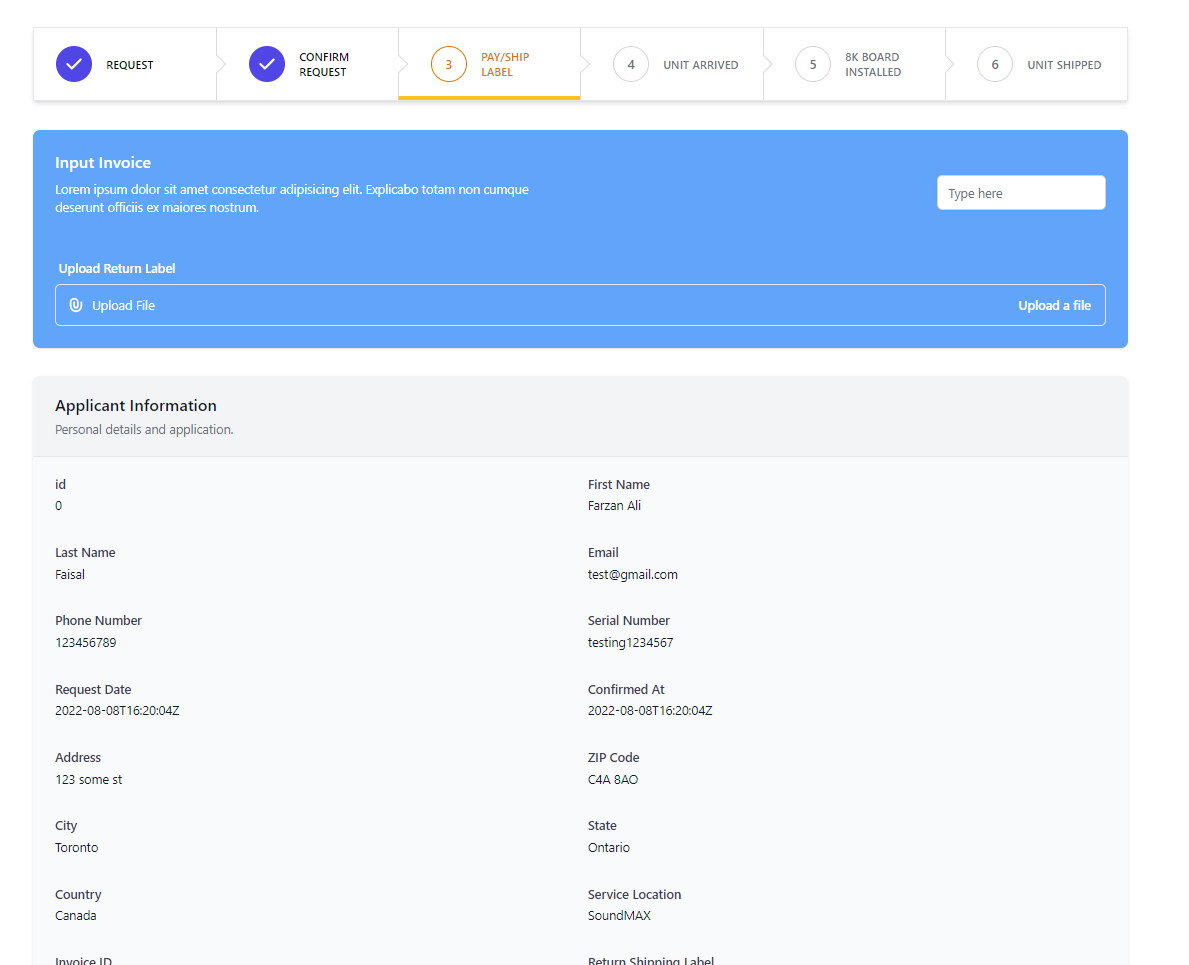 REQUEST
CONFIRM
REQUEST
3
PAY/SHIP
LABEL
4
UNIT ARRIVED
5
8K BOARD
INSTALLED
6
UNIT SHIPPED
Input Invoice
Lorem ipsum dolor sit amet consectetur adipisicing elit. Explicabo totam non cumque
deserunt officiis ex maiores nostrum.
Type here
Upload Return Label
Upload File
Upload a file
Applicant Information
Personal details and application.
id
0
First Name
Farzan Ali
Last Name
Faisal
Email
test@gmail.com
Phone Number
123456789
Serial Number
testing1234567
Request Date
2022-08-08T16:20:04Z
Confirmed At
2022-08-08T16:20:04Z
Address
123 some st
ZIP Code
C4A 8AO
City
Toronto
State
Ontario
Country
Canada
Service Location
SoundMAX
Invoice ID
Return Shipping Label